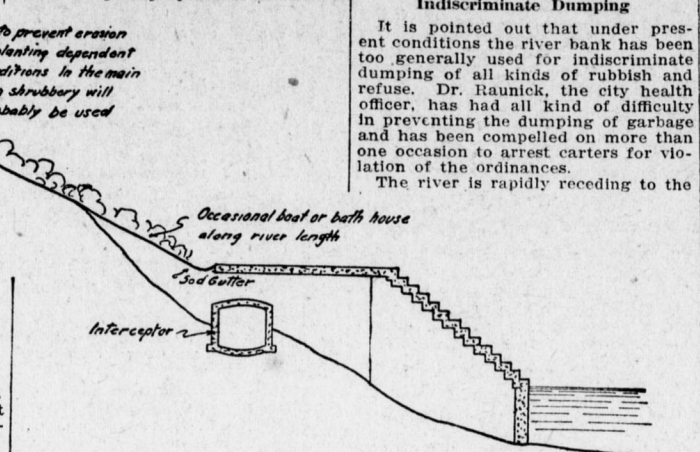 to prevent erosion
planting dependent
ditions In the main
shrubbery will
bably be used
Indiscriminate Dumping
It is pointed out that under pres-
ent conditions the river bank has been
too generally used for indiscriminate
dumping of all kinds of rubbish and
refuse. Dr. Raunick, the city health
officer, has had all kind of difficulty
in preventing the dumping of garbage
and has been compelled on more than
one occasion to arrest carters for vio-
lation of the ordinances.
The river is rapidly receding to the
Occasional boat or bath house
along river length
Sod Gutter
Interceptor